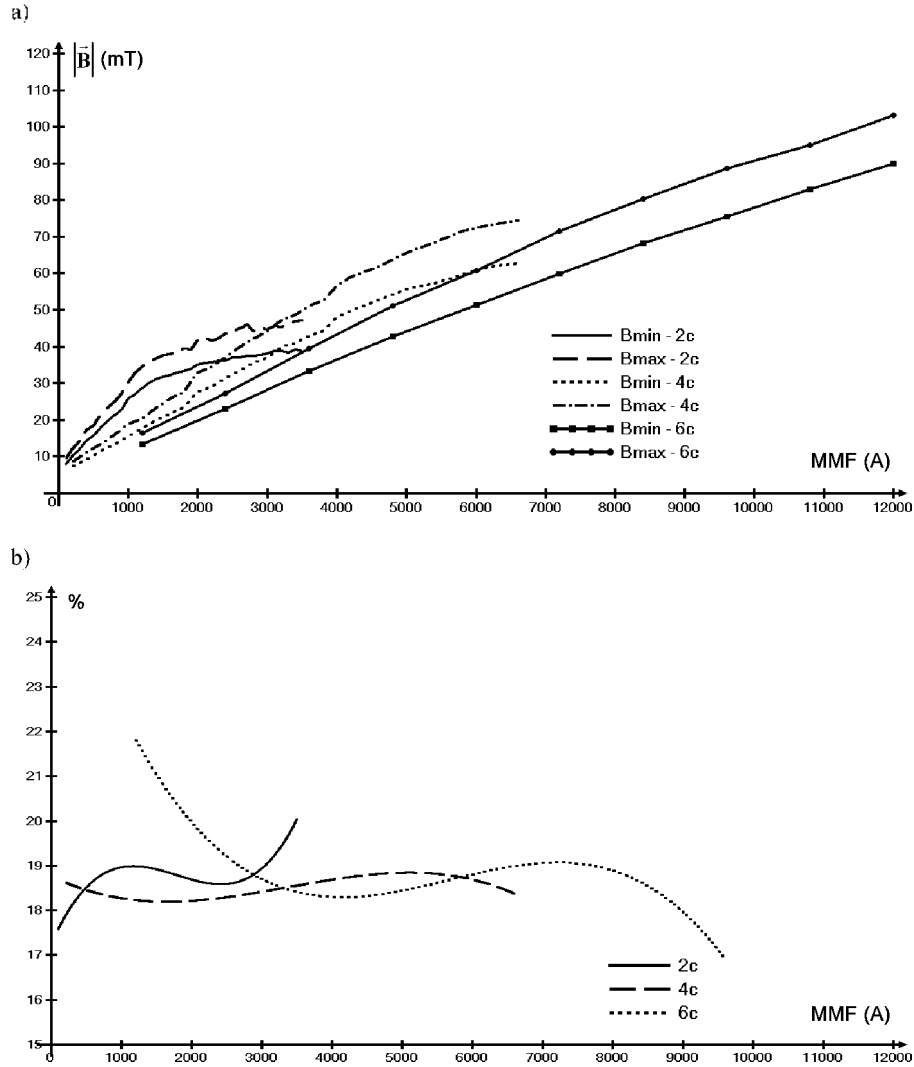 a)
|B⃗| (mT)
120
110
100
90
80
70
60
50
40
30
20
10
0
Bmin - 2c
Bmax - 2c
Bmin - 4c
Bmax - 4c
Bmin - 6c
Bmax - 6c
MMF (A)
1000 2000 3000 4000 5000 6000 7000 8000 9000 10000 11000 12000
b)
%
25
24
23
22
21
20
19
18
17
16
15
2c
4c
6c
MMF (A)
0 1000 2000 3000 4000 5000 6000 7000 8000 9000 10000 11000 12000